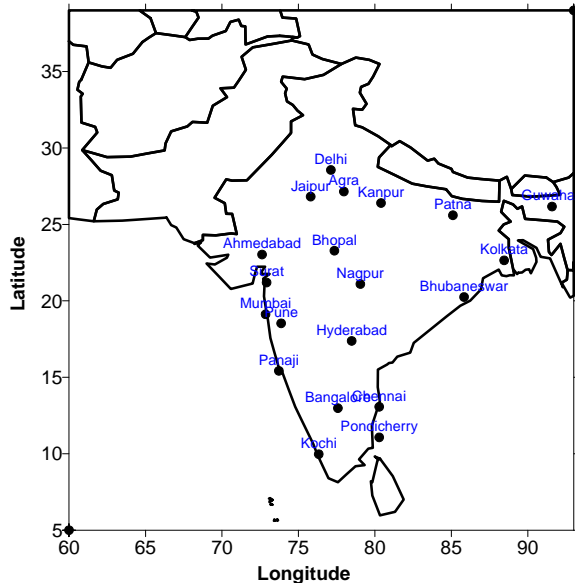 35
Delhi
Jaipur
Agra
Kanpur
Guwaha
Patna
25
Ahmedabad
Bhopal
Kolkata
Surat
Nagpur
Bhubaneswar
20
Mumbai
Pune
Hyderabad
Panaji
15
Bangalore
Chennai
Pondicherry
Kochi
10
5
30
Latitude
60 65 70 75 80 85 90
Longitude